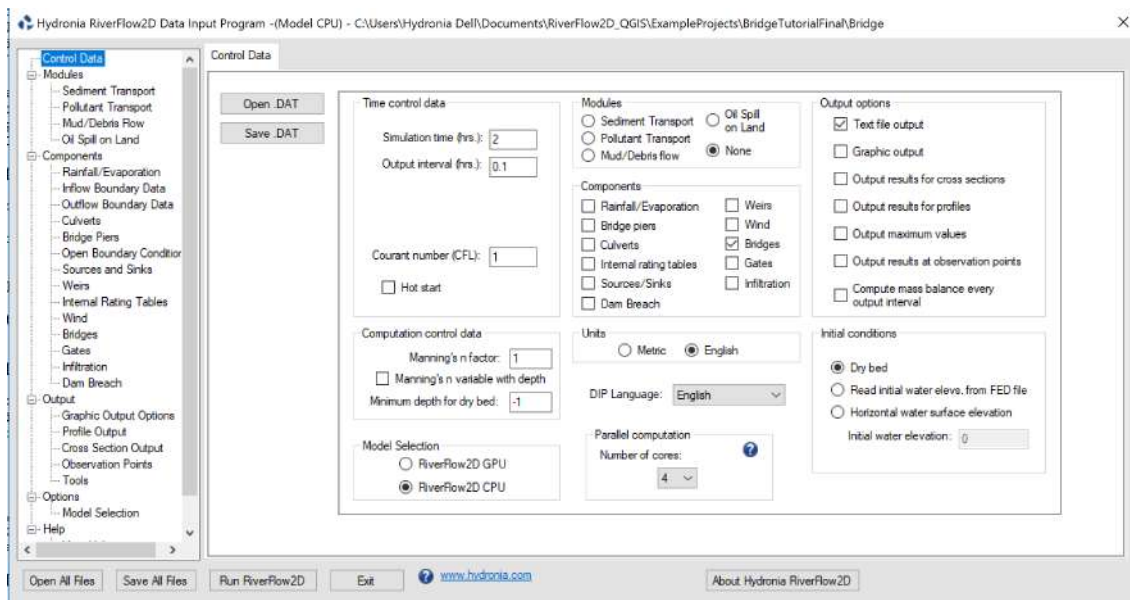 Hydronia RiverFlow2D Data Input Program -(Model CPU) - C:\Users\Hydronia Dell\Documents\RiverFlow2D_QGIS\ExampleProjects\BridgeTutorialFinal\Bridge
Control Data
Modules
Sediment Transport
Pollutant Transport
Mud/Debris Flow
Oil Spill on Land
Components
Rainfall/Evaporation
Inflow Boundary Data
Outflow Boundary Data
Culverts
Bridge Piers
Open Boundary Condition
Sources and Sinks
Weirs
Internal Rating Tables
Wind
Bridges
Gates
Infiltration
Dam Breach
Output
Graphic Output Options
Profile Output
Cross Section Output
Observation Points
Tools
Options
Model Selection
Help
Control Data
Open .DAT
Save .DAT
Time control data
Simulation time (hrs.): 2
Output interval (hrs.): 0.1
Courant number (CFL): 1
Hot start
Computation control data
Manning's n factor: 1
Manning's n variable with depth
Minimum depth for dry bed: -1
Model Selection
RiverFlow2D GPU
RiverFlow2D CPU
Modules
Sediment Transport
Pollutant Transport
Mud/Debris flow
Oil Spill
on Land
None
Components
Rainfall/Evaporation
Bridge piers
Culverts
Internal rating tables
Sources/Sinks
Dam Breach
Weirs
Wind
Bridges
Gates
Infiltration
Units
Metric English
DIP Language: English
Parallel computation
Number of cores:
4
Output options
Text file output
Graphic output
Output results for cross sections
Output results for profiles
Output maximum values
Output results at observation points
Compute mass balance every
output interval
Initial conditions
Dry bed
Read initial water elevs. from FED file
Horizontal water surface elevation
Initial water elevation: 0
Open All Files Save All Files Run RiverFlow2D Exit www.hydronia.com About Hydronia RiverFlow2D